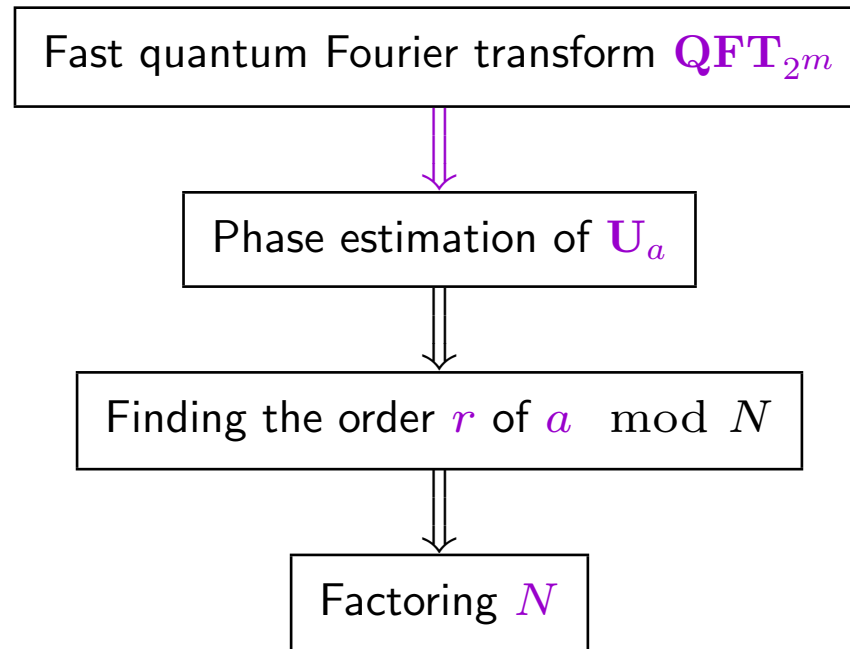 Fast quantum Fourier transform QFT₂ₘ
Phase estimation of Uₐ
Finding the order r of a mod N
Factoring N